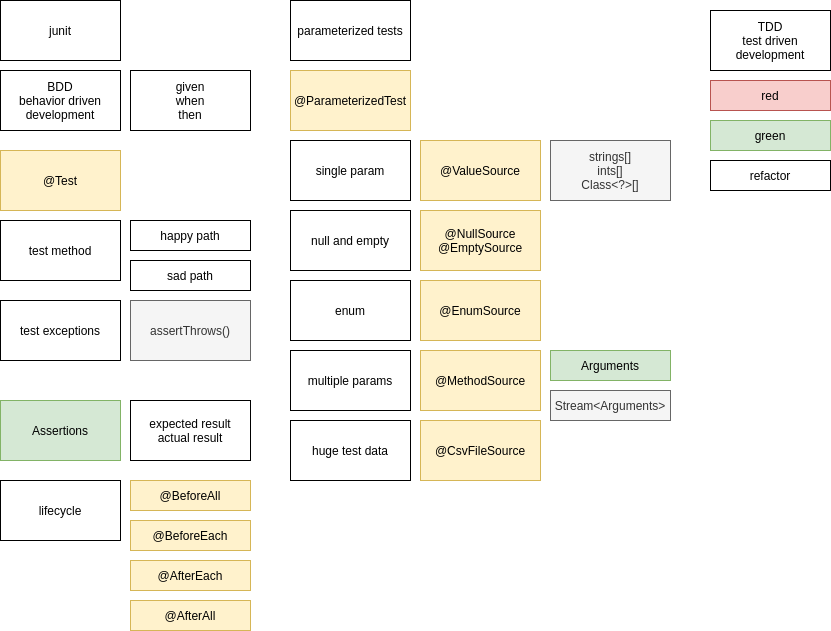 junit
BDD
behavior driven
development
given
when
then
@Test
test method
happy path
sad path
test exceptions
assertThrows()
Assertions
expected result
actual result
lifecycle
@BeforeAll
@BeforeEach
@AfterEach
@AfterAll
parameterized tests
@ParameterizedTest
single param
@ValueSource
strings[]
ints[]
Class<?>[]
null and empty
@NullSource
@EmptySource
enum
@EnumSource
multiple params
@MethodSource
Arguments
Stream<Arguments>
huge test data
@CsvFileSource
TDD
test driven
development
red
green
refactor